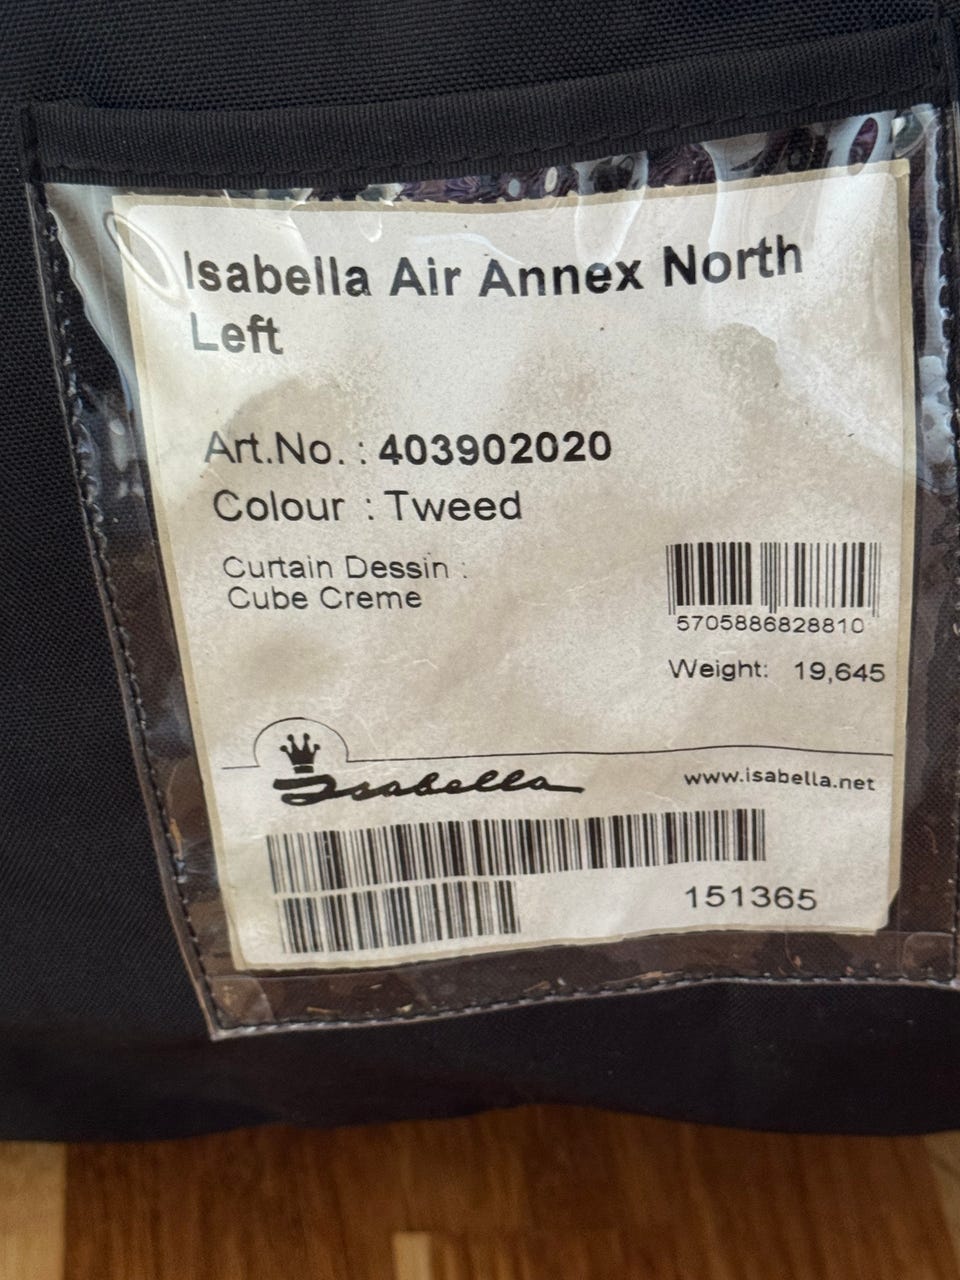 Isabella Air Annex North
Left
Art.No. : 403902020
Colour : Tweed
Curtain Dessin :
Cube Creme
5705886828810
Weight: 19,645
Isabella
www.isabella.net
151365